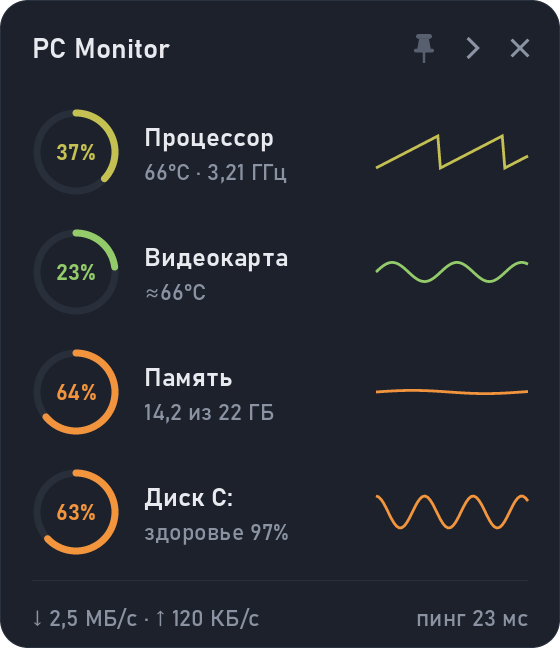 PC Monitor
37%
Процессор
66°C · 3,21 ГГц
23%
Видеокарта
≈66°C
64%
Память
14,2 из 22 ГБ
63%
Диск C:
здоровье 97%
↓ 2,5 МБ/с · ↑ 120 КБ/с
пинг 23 мс